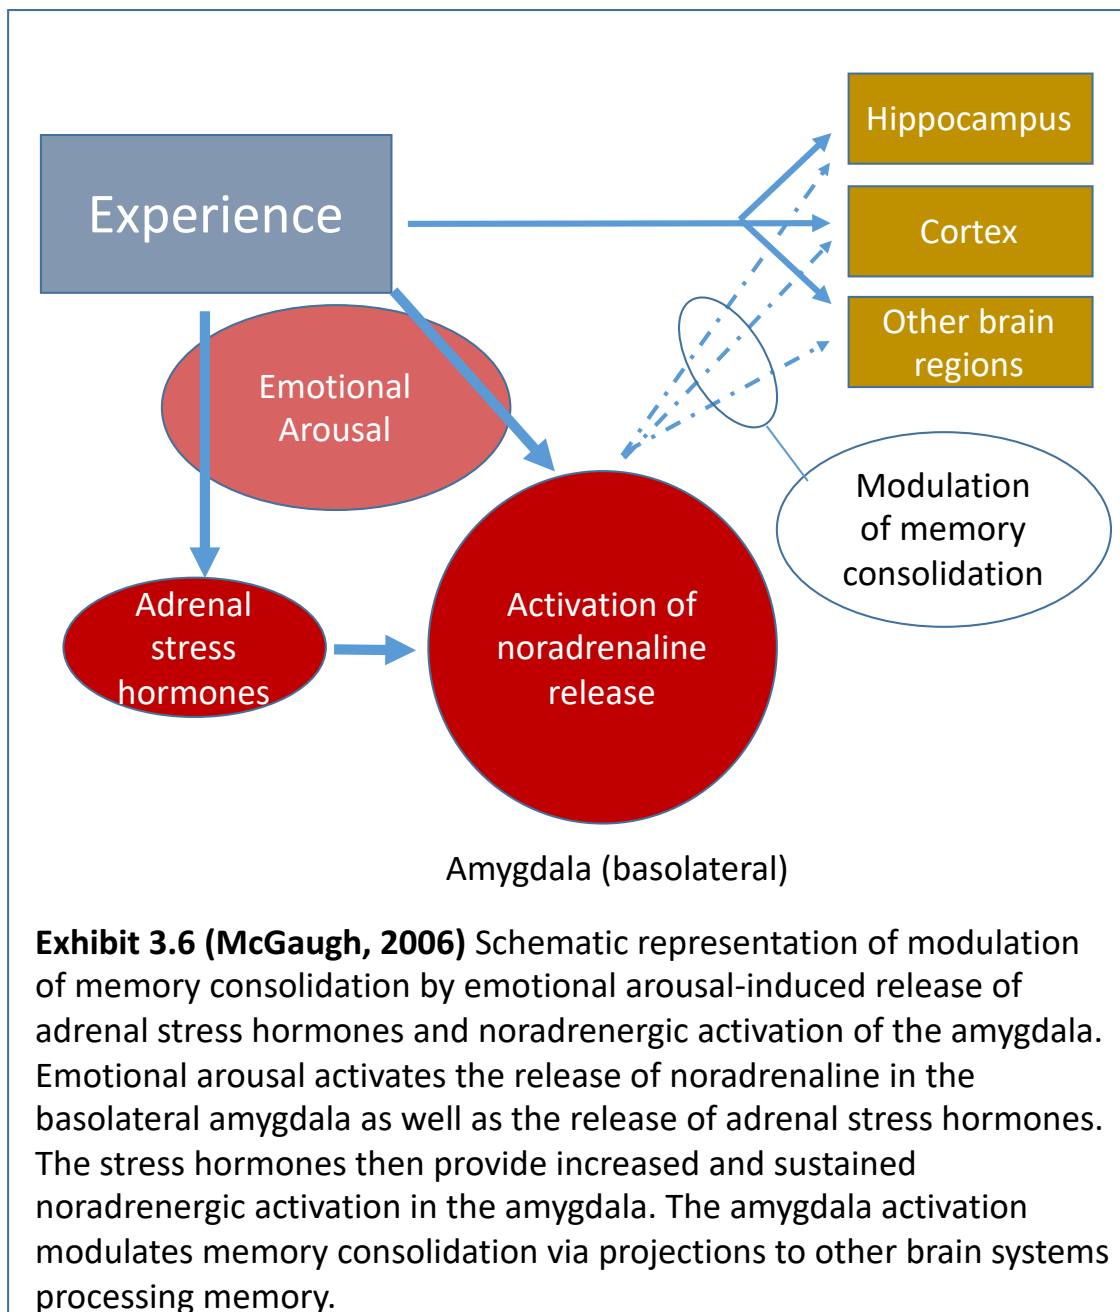 Hippocampus
Experience
Cortex
Other brain
regions
Emotional
Arousal
Modulation
of memory
consolidation
Adrenal
stress
hormones
Activation of
noradrenaline
release
Amygdala (basolateral)
Exhibit 3.6 (McGaugh, 2006) Schematic representation of modulation
of memory consolidation by emotional arousal-induced release of
adrenal stress hormones and noradrenergic activation of the amygdala.
Emotional arousal activates the release of noradrenaline in the
basolateral amygdala as well as the release of adrenal stress hormones.
The stress hormones then provide increased and sustained
noradrenergic activation in the amygdala. The amygdala activation
modulates memory consolidation via projections to other brain systems
processing memory.